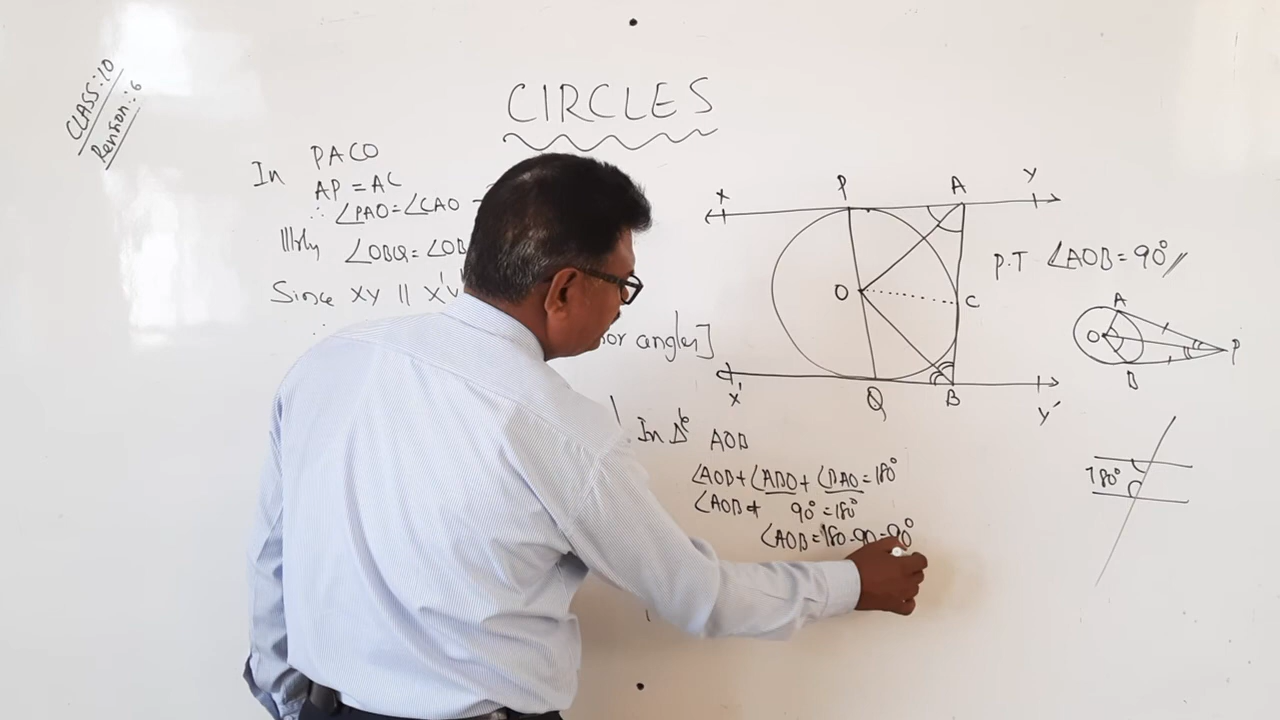 CLASS:10
Revision:6
CIRCLES
In PACO
AP = AC
∴ ∠PAO = ∠CAO
Illrly ∠OBQ = ∠OB
Since XY || X'Y'
∴
or angles]
In Δle AOB
∠AOB + ∠ABO + ∠BAO = 180°
∠AOB + 90° = 180°
∠AOB = 180 - 90 = 90°
X P A Y
O C
X' Q B Y'
P.T ∠AOB = 90° //
A
O P
B
180°